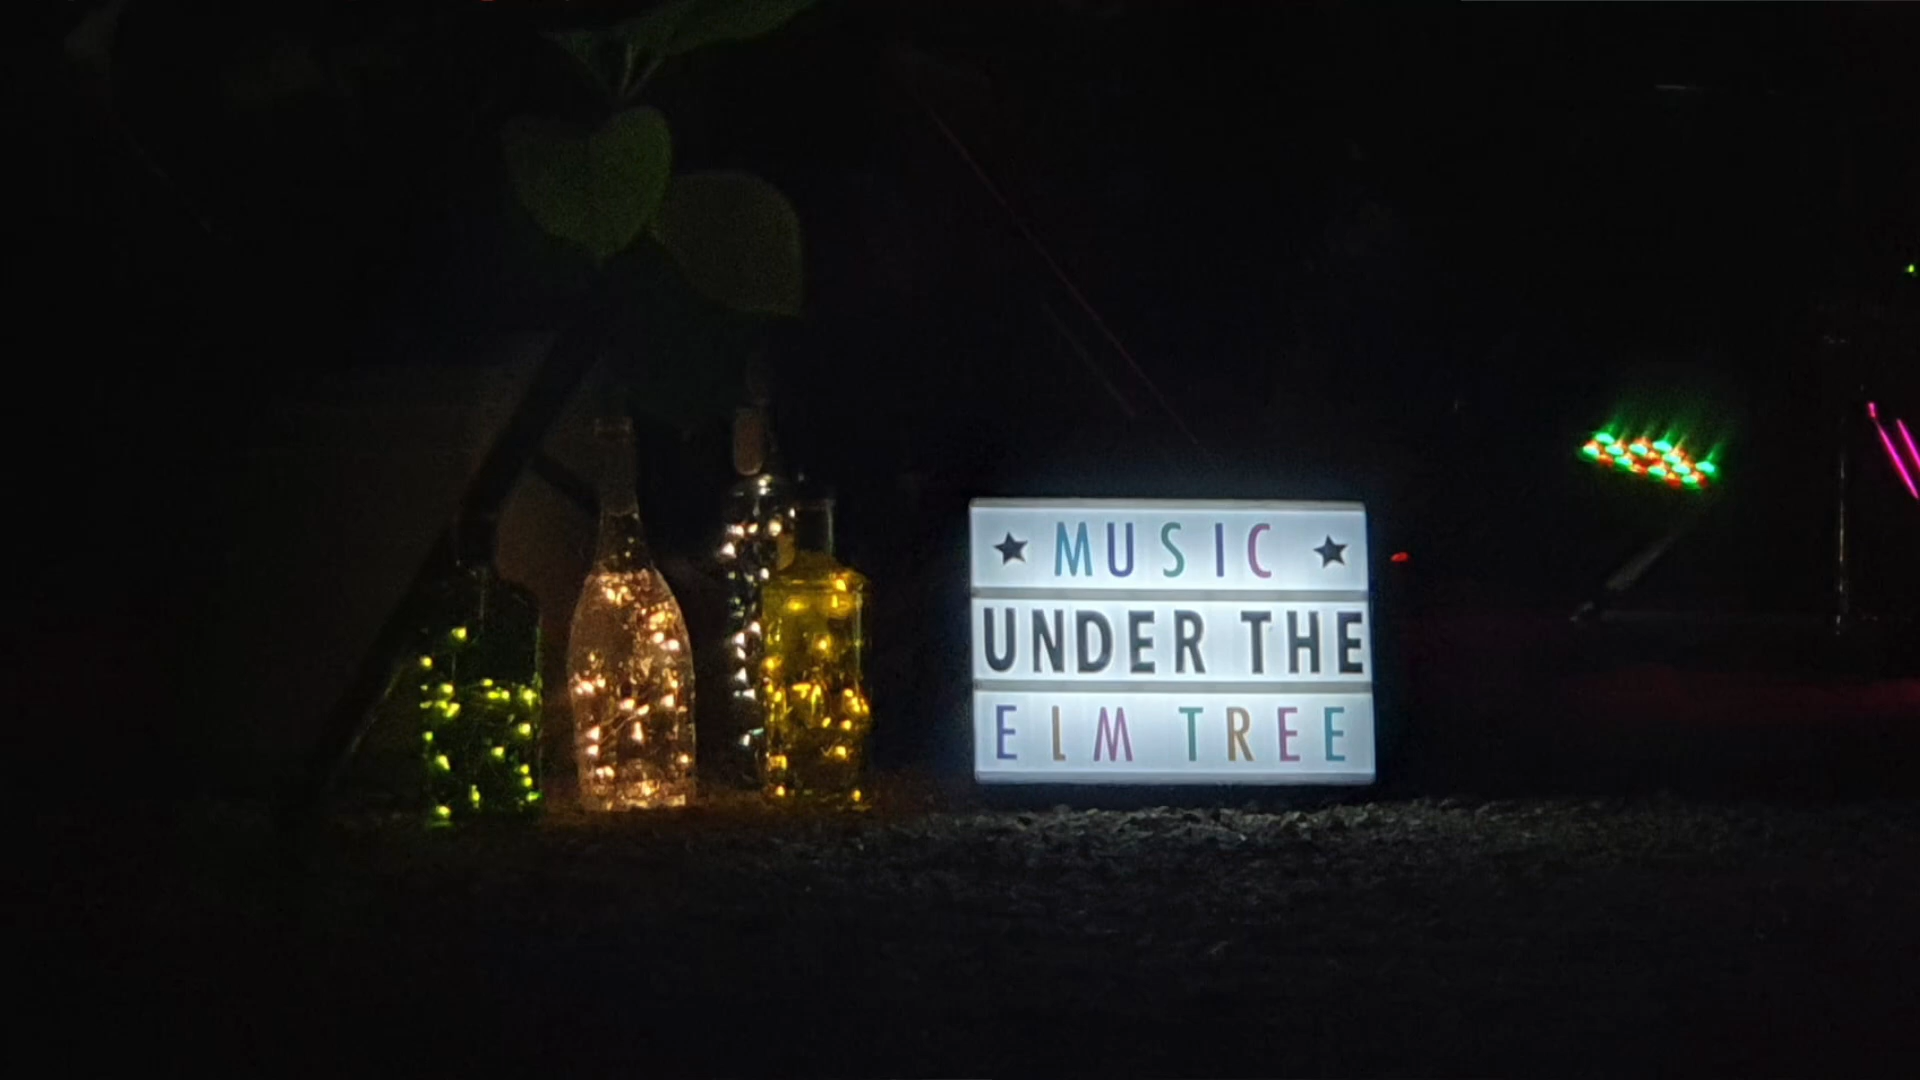 ★ MUSIC ★
UNDER THE
ELM TREE